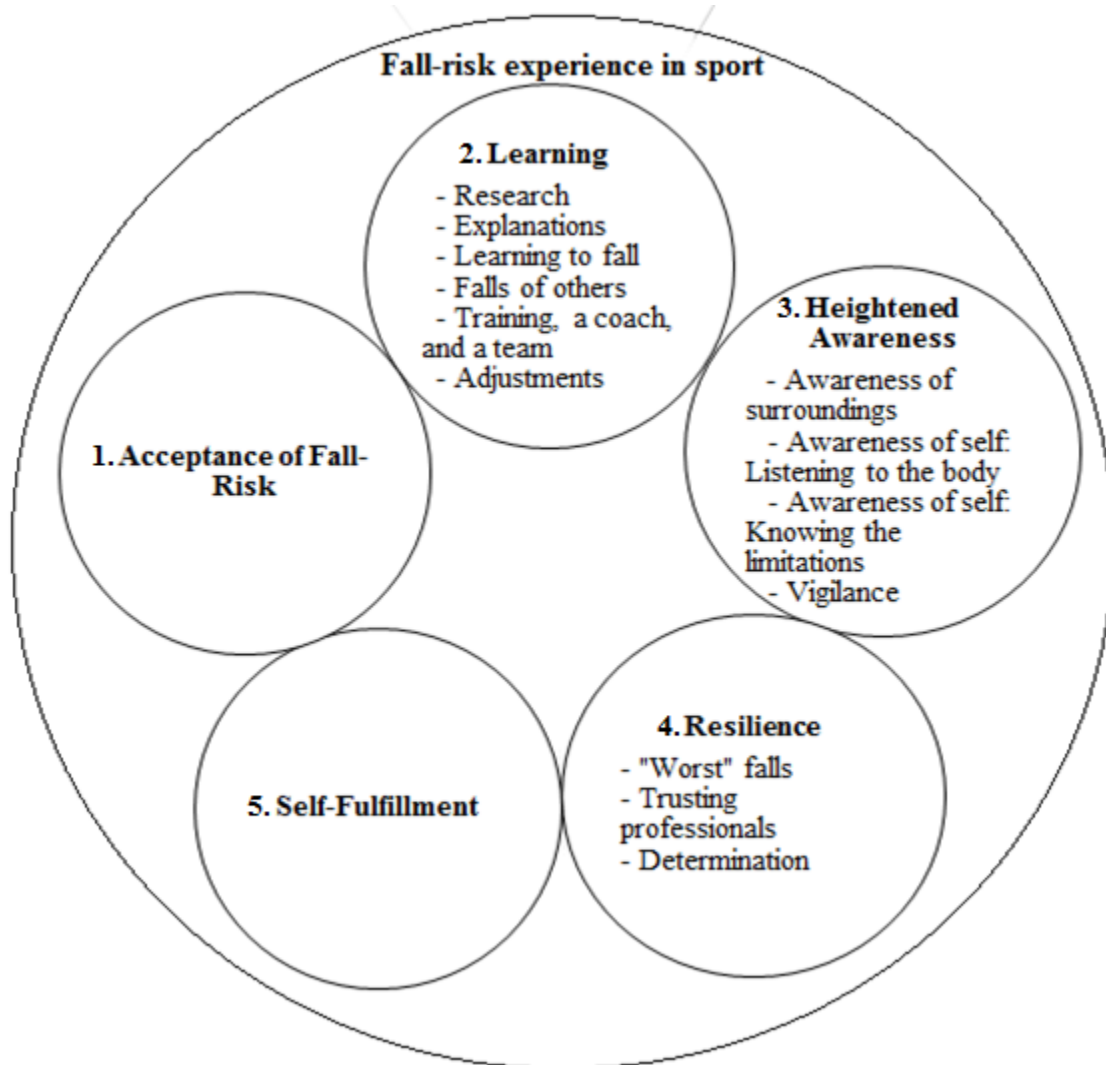 Fall-risk experience in sport
2. Learning
- Research
- Explanations
- Learning to fall
- Falls of others
- Training, a coach,
and a team
- Adjustments
3. Heightened
Awareness
- Awareness of
surroundings
- Awareness of self:
Listening to the body
- Awareness of self:
Knowing the
limitations
- Vigilance
1. Acceptance of Fall-
Risk
4. Resilience
- "Worst" falls
- Trusting
professionals
- Determination
5. Self-Fulfillment